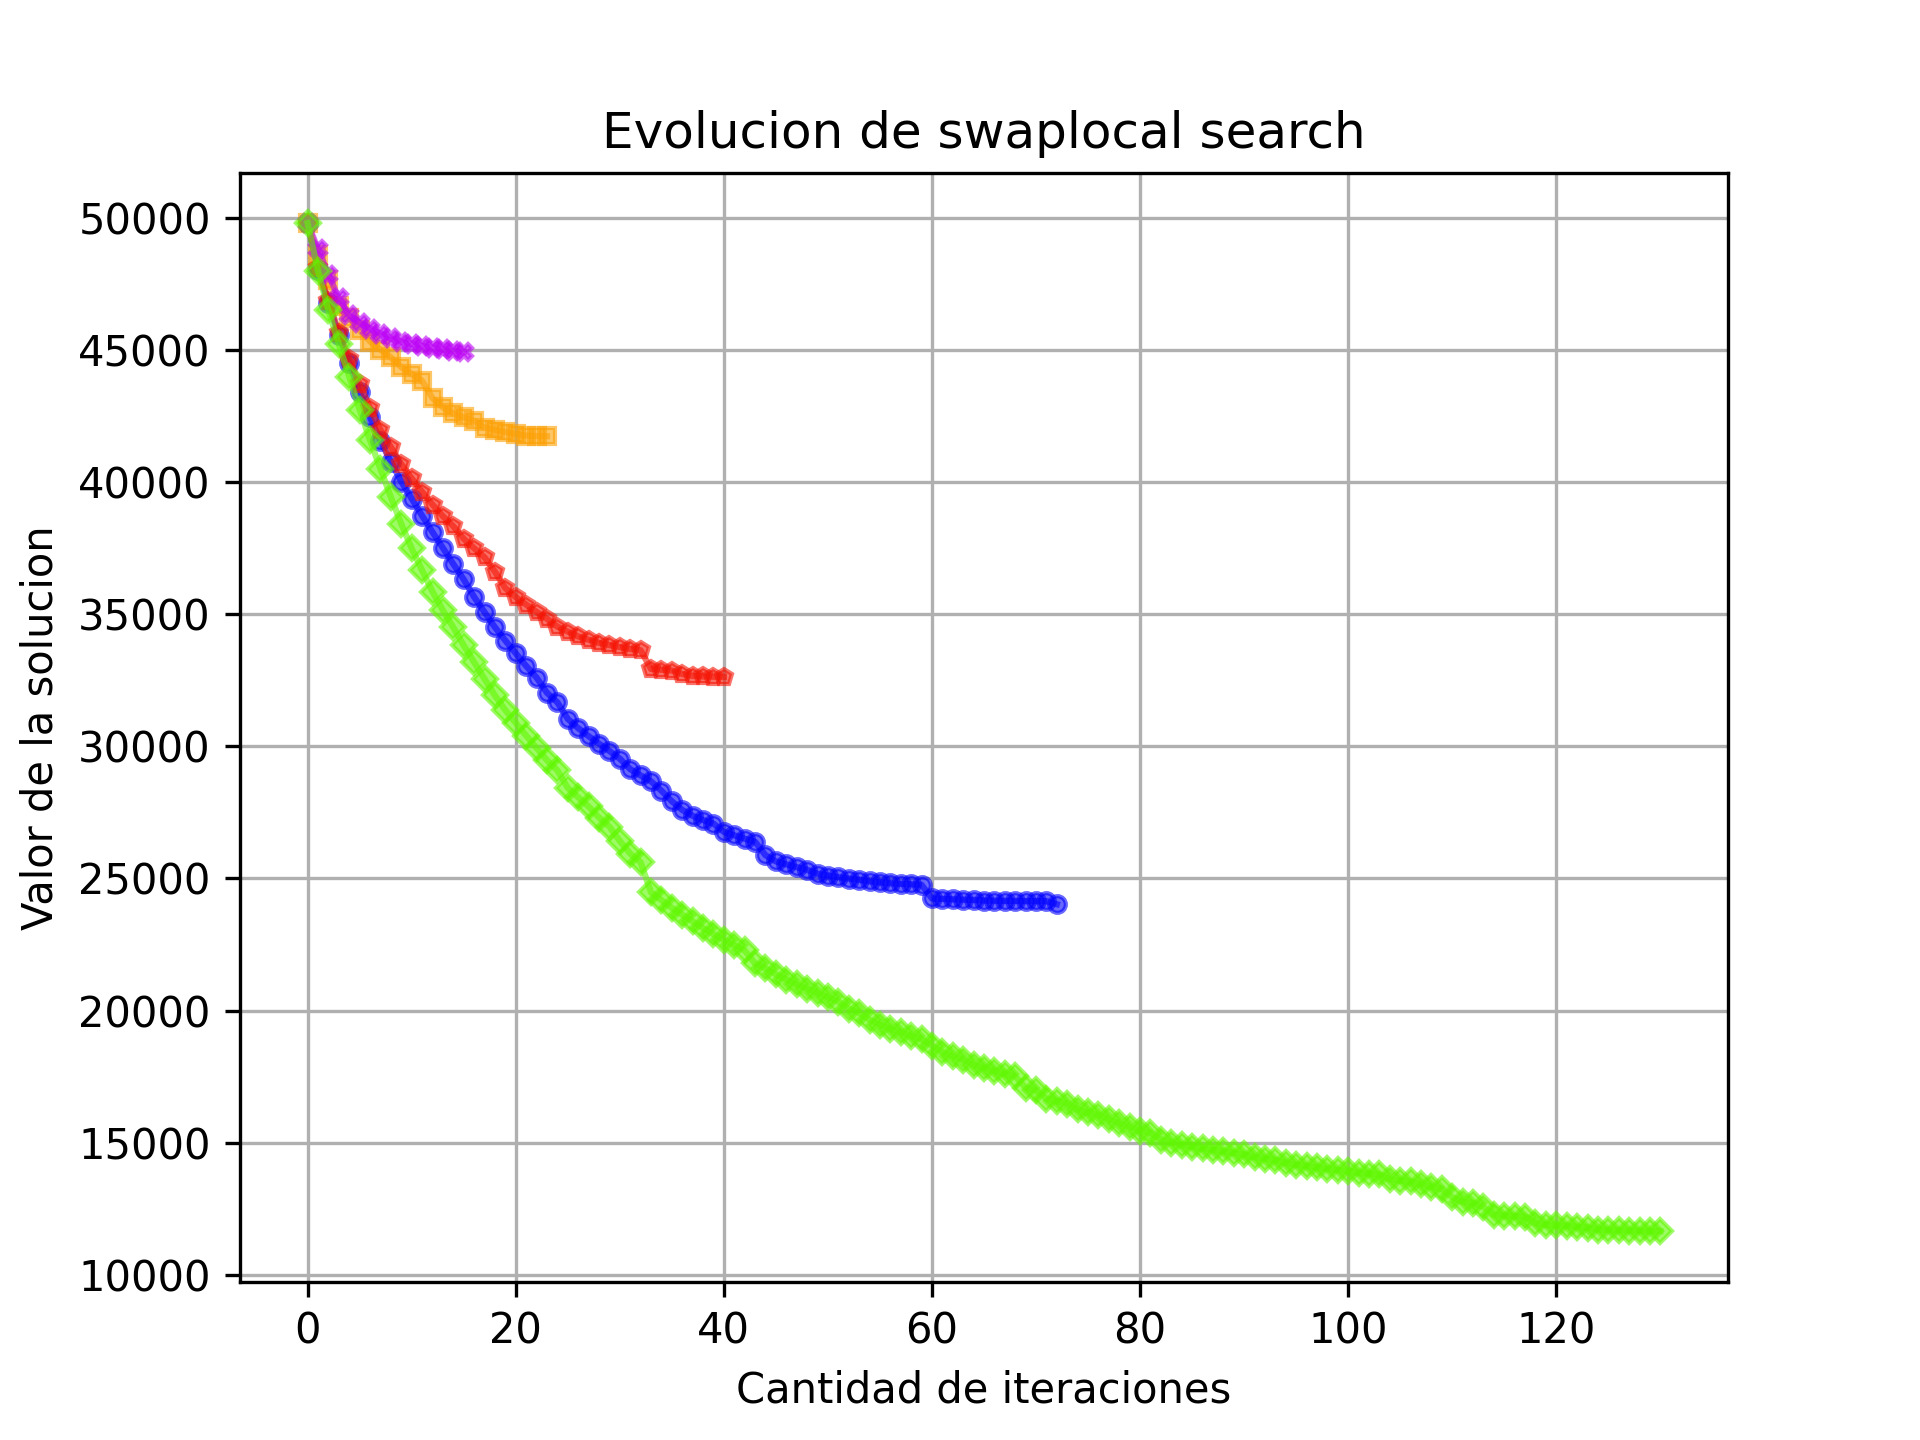 Evolucion de swaplocal search
50000
45000
40000
35000
30000
25000
20000
15000
10000
Valor de la solucion
0 20 40 60 80 100 120
Cantidad de iteraciones